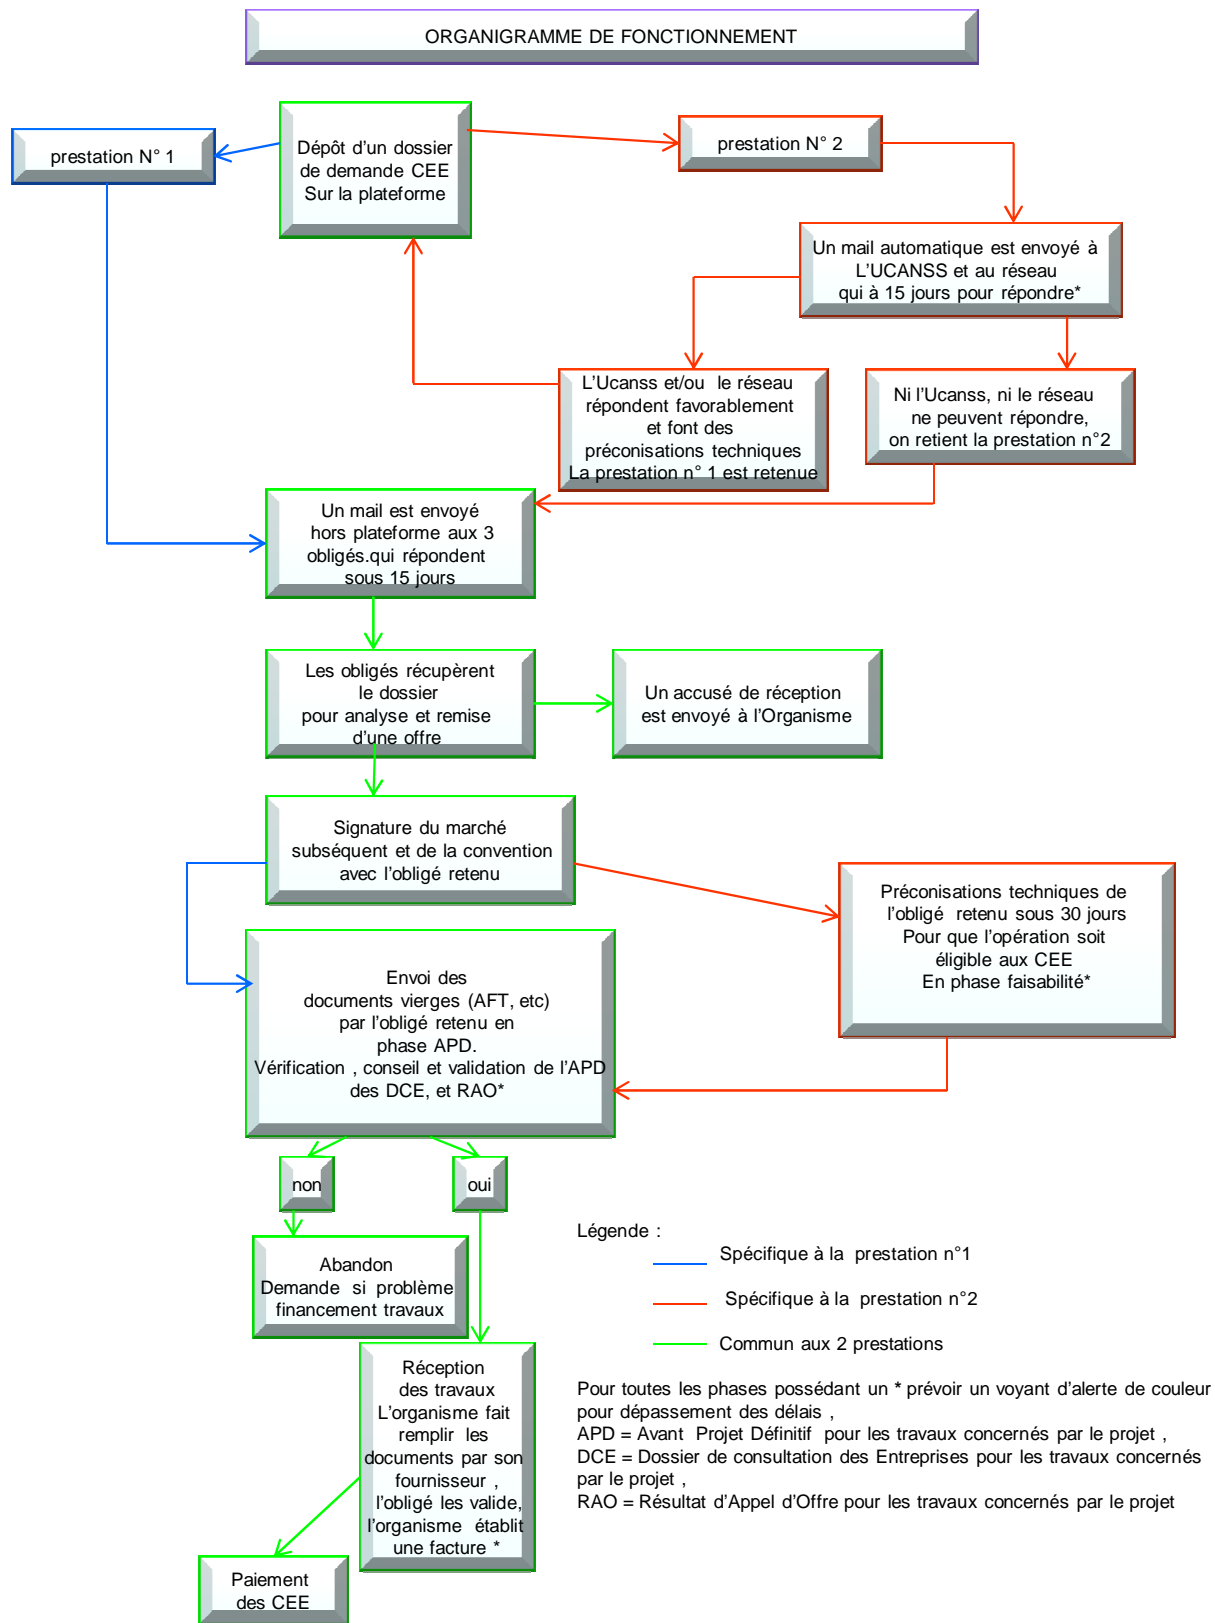 ORGANIGRAMME DE FONCTIONNEMENT
prestation N° 1
Dépôt d'un dossier
de demande CEE
Sur la plateforme
prestation N° 2
Un mail automatique est envoyé à
L'UCANSS et au réseau
qui à 15 jours pour répondre*
L'Ucanss et/ou le réseau
répondent favorablement
et font des
préconisations techniques
La prestation n° 1 est retenue
Ni l'Ucanss, ni le réseau
ne peuvent répondre,
on retient la prestation n°2
Un mail est envoyé
hors plateforme aux 3
obligés.qui répondent
sous 15 jours
Les obligés récupèrent
le dossier
pour analyse et remise
d'une offre
Un accusé de réception
est envoyé à l'Organisme
Signature du marché
subséquent et de la convention
avec l'obligé retenu
Préconisations techniques de
l'obligé retenu sous 30 jours
Pour que l'opération soit
éligible aux CEE
En phase faisabilité*
Envoi des
documents vierges (AFT, etc)
par l'obligé retenu en
phase APD.
Vérification , conseil et validation de l'APD
des DCE, et RAO*
non
oui
Abandon
Demande si problème
financement travaux
Réception
des travaux
L'organisme fait
remplir les
documents par son
fournisseur ,
l'obligé les valide,
l'organisme établit
une facture *
Paiement
des CEE
Légende :
Spécifique à la prestation n°1
Spécifique à la prestation n°2
Commun aux 2 prestations
Pour toutes les phases possédant un * prévoir un voyant d'alerte de couleur
pour dépassement des délais ,
APD = Avant Projet Définitif pour les travaux concernés par le projet ,
DCE = Dossier de consultation des Entreprises pour les travaux concernés
par le projet ,
RAO = Résultat d'Appel d'Offre pour les travaux concernés par le projet